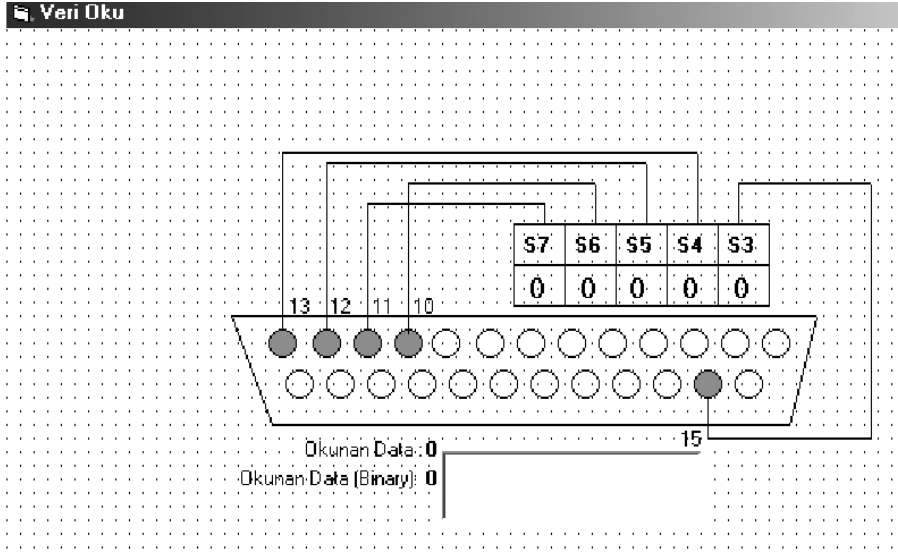 Veri Oku
S7 S6 S5 S4 S3
0 0 0 0 0
13 12 11 10
15
Okunan Data : 0
Okunan Data (Binary): 0